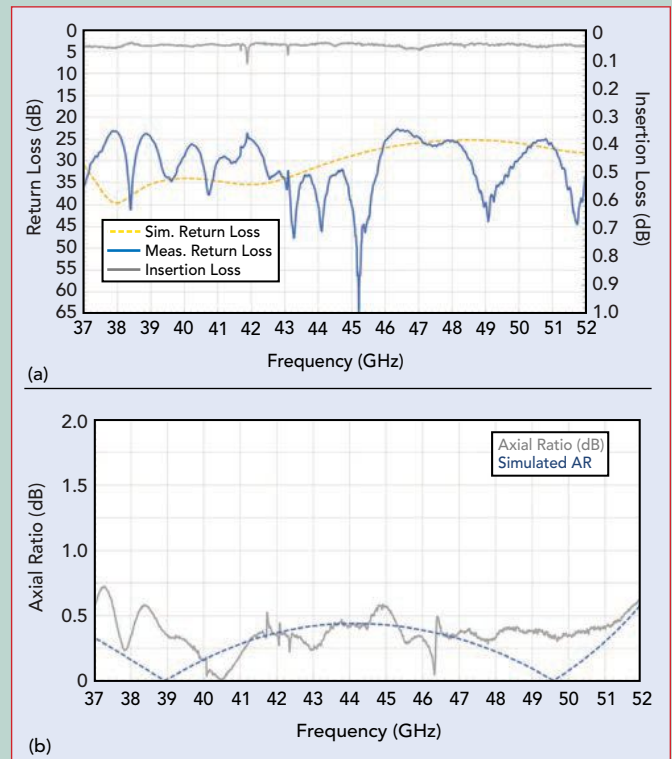 0
5
10
15
20
25
30
35
40
45
50
55
60
65
Return Loss (dB)
Sim. Return Loss
Meas. Return Loss
Insertion Loss
0
0.1
0.2
0.3
0.4
0.5
0.6
0.7
0.8
0.9
1.0
Insertion Loss (dB)
37 38 39 40 41 42 43 44 45 46 47 48 49 50 51 52
Frequency (GHz)
(a)
2.0
1.5
1.0
0.5
0
Axial Ratio (dB)
Axial Ratio (dB)
Simulated AR
37 38 39 40 41 42 43 44 45 46 47 48 49 50 51 52
Frequency (GHz)
(b)